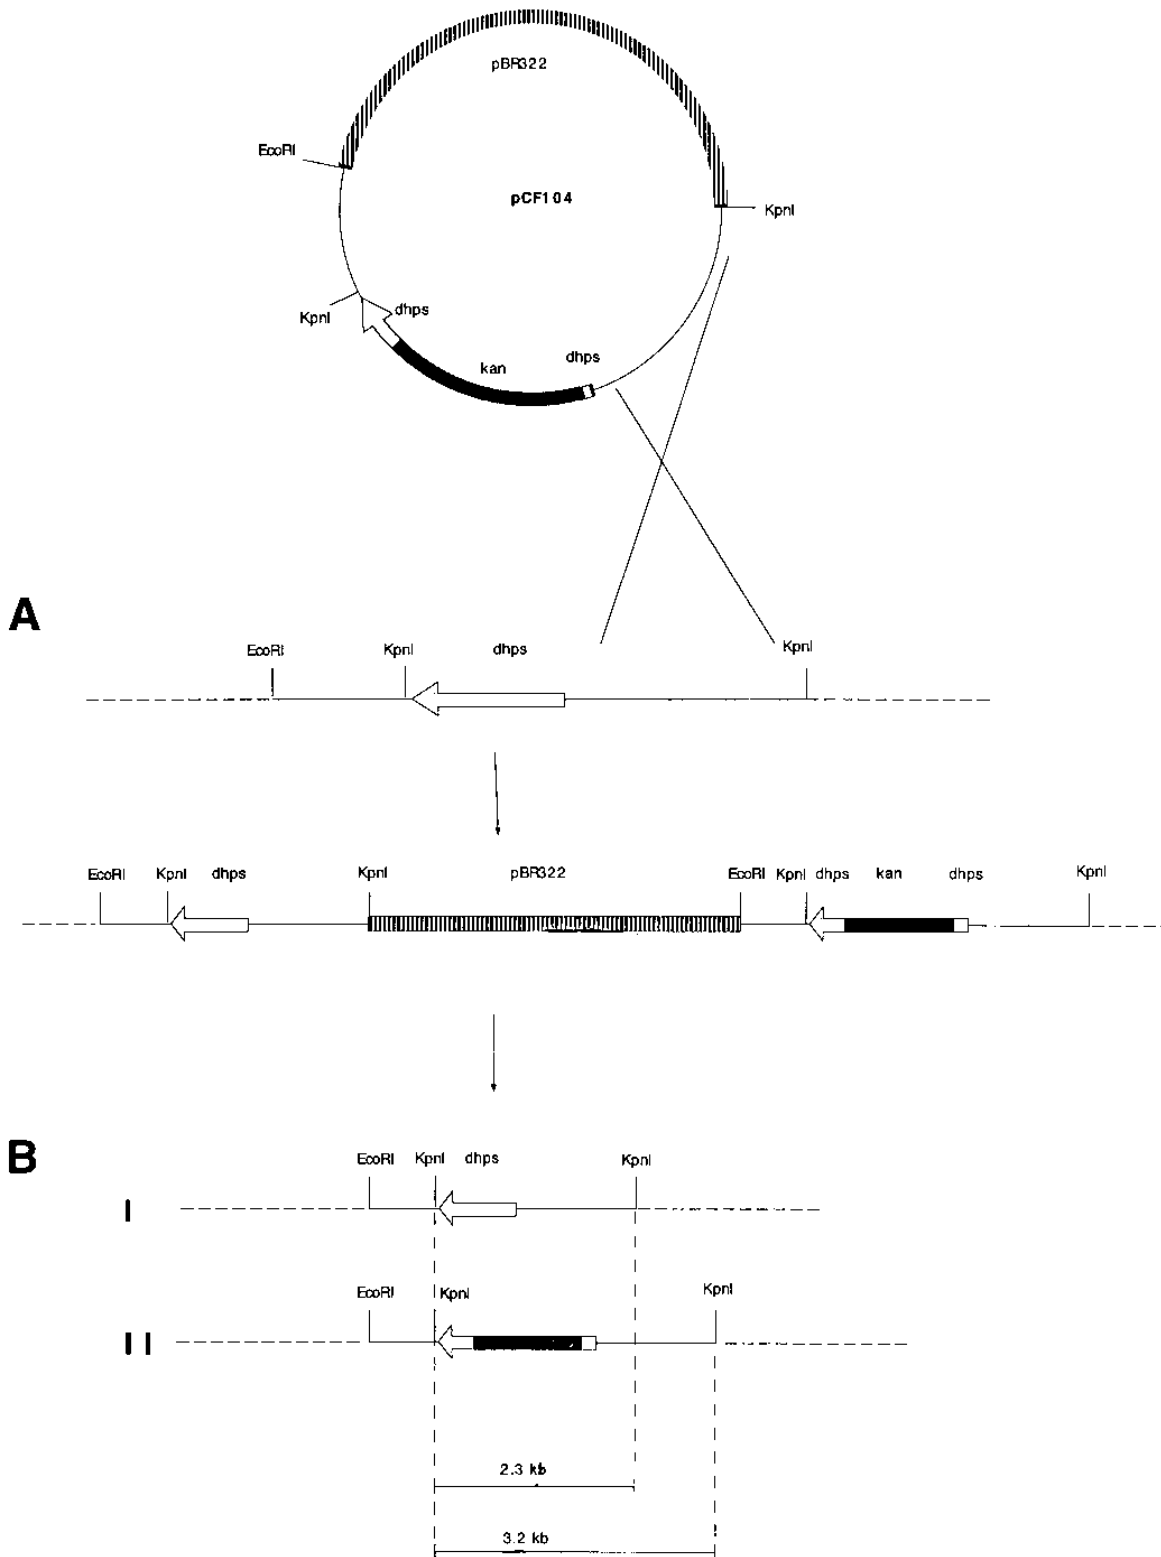 pBR322
EcoRI
pCF104
KpnI
KpnI
dhps
kan
dhps
A
EcoRI KpnI dhps KpnI
EcoRI KpnI dhps KpnI pBR322 EcoRI KpnI dhps kan dhps KpnI
B
EcoRI KpnI dhps KpnI
I
EcoRI KpnI KpnI
II
2.3 kb
3.2 kb